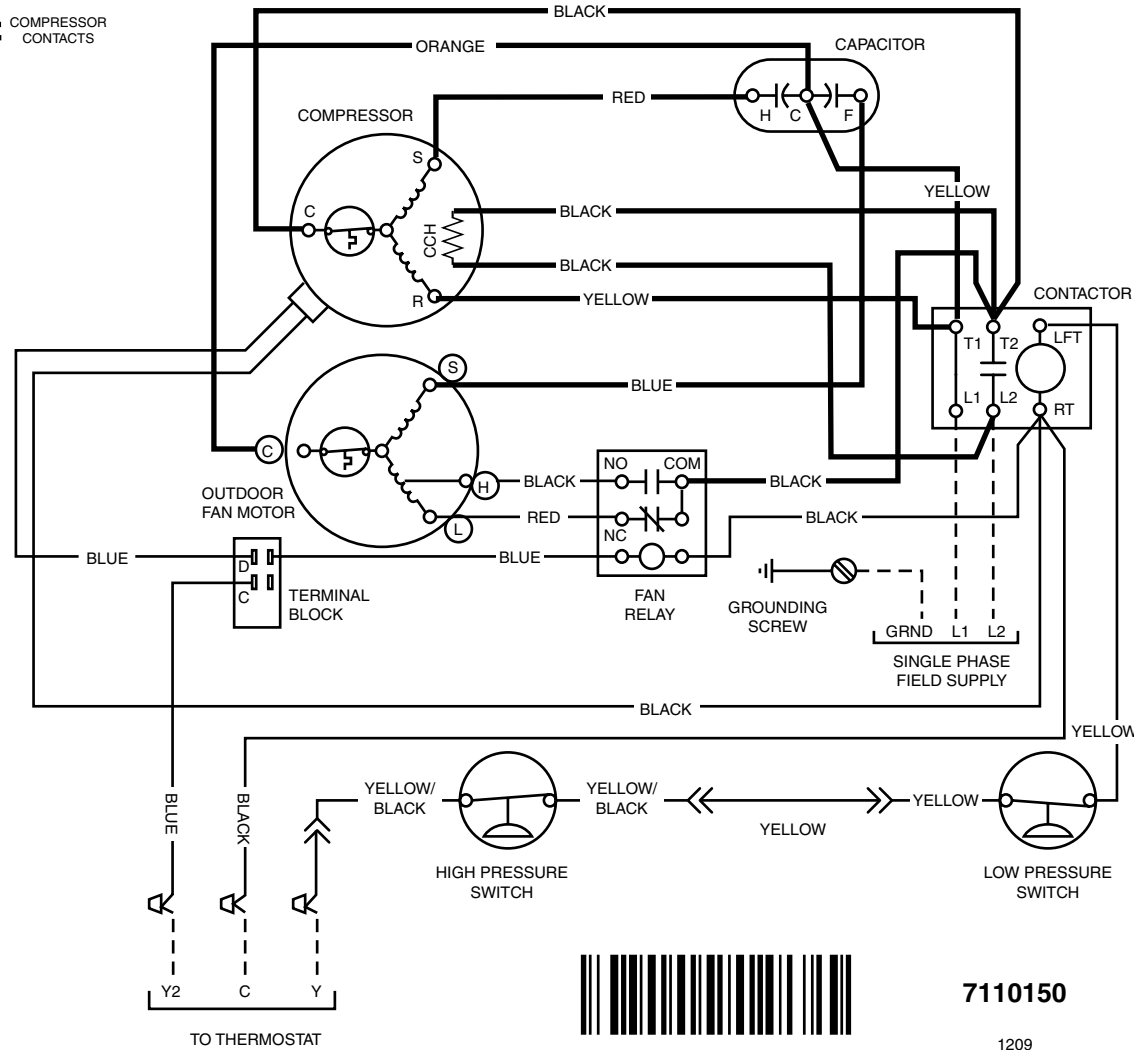 BLACK
COMPRESSOR
CONTACTS
ORANGE
CAPACITOR
RED
H
C
F
COMPRESSOR
S
YELLOW
C
BLACK
CCH
BLACK
R
YELLOW
CONTACTOR
T1
T2
LFT
S
BLUE
L1
L2
RT
C
NO
COM
H
BLACK
BLACK
OUTDOOR
FAN MOTOR
L
RED
NC
BLACK
BLUE
D
BLUE
C
TERMINAL
BLOCK
FAN
RELAY
GROUNDING
SCREW
GRND
L1
L2
SINGLE PHASE
FIELD SUPPLY
BLACK
YELLOW
BLUE
BLACK
YELLOW/
BLACK
YELLOW/
BLACK
YELLOW
YELLOW
HIGH PRESSURE
SWITCH
LOW PRESSURE
SWITCH
Y2
C
Y
TO THERMOSTAT
7110150
1209